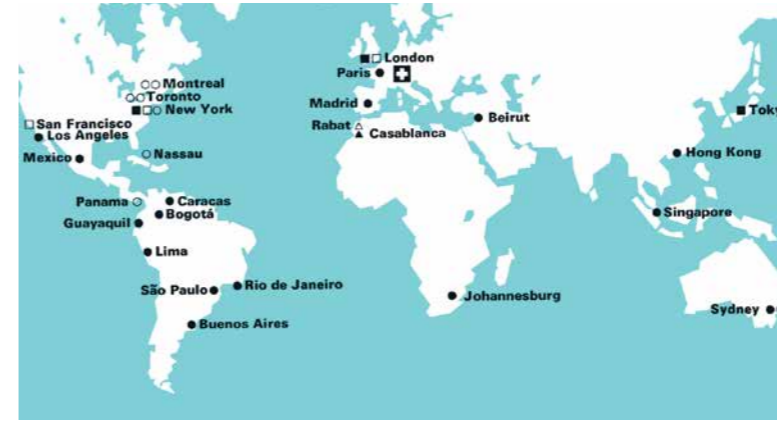 London
Paris
Montreal
Toronto
New York
Madrid
San Francisco
Los Angeles
Beirut
Rabat
Casablanca
Mexico
Nassau
Hong Kong
Panama
Caracas
Bogotá
Guayaquil
Singapore
Lima
São Paulo
Rio de Janeiro
Johannesburg
Sydney
Buenos Aires
Toky